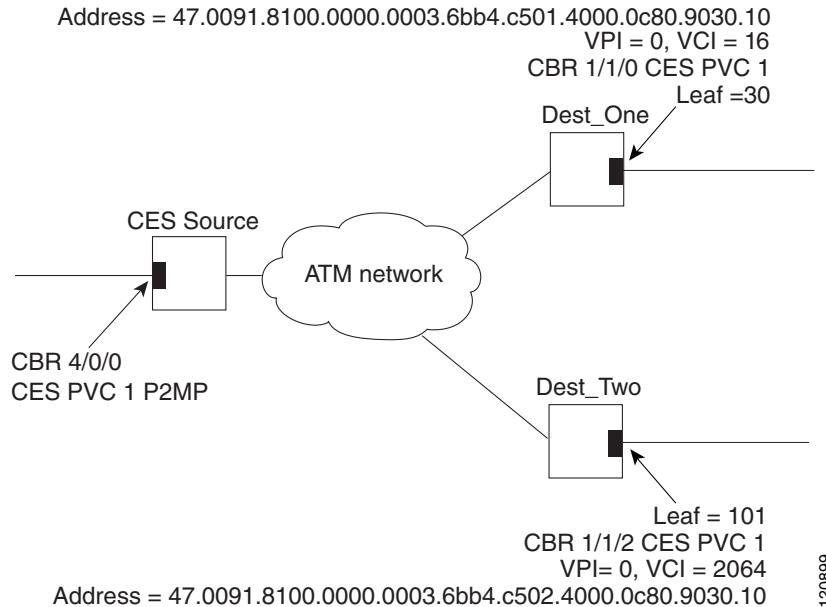 Address = 47.0091.8100.0000.0003.6bb4.c501.4000.0c80.9030.10
VPI = 0, VCI = 16
CBR 1/1/0 CES PVC 1
Leaf =30
Dest_One
CES Source
ATM network
CBR 4/0/0
CES PVC 1 P2MP
Dest_Two
Leaf = 101
CBR 1/1/2 CES PVC 1
VPI= 0, VCI = 2064
Address = 47.0091.8100.0000.0003.6bb4.c502.4000.0c80.9030.10
120899